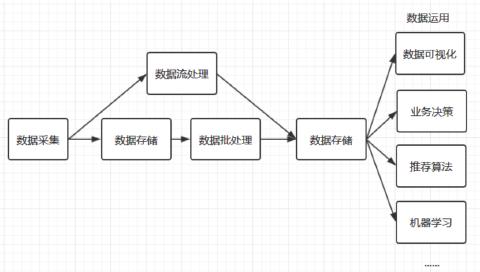 数据运用
数据可视化
数据流处理
业务决策
数据采集
数据存储
数据批处理
数据存储
推荐算法
机器学习
......